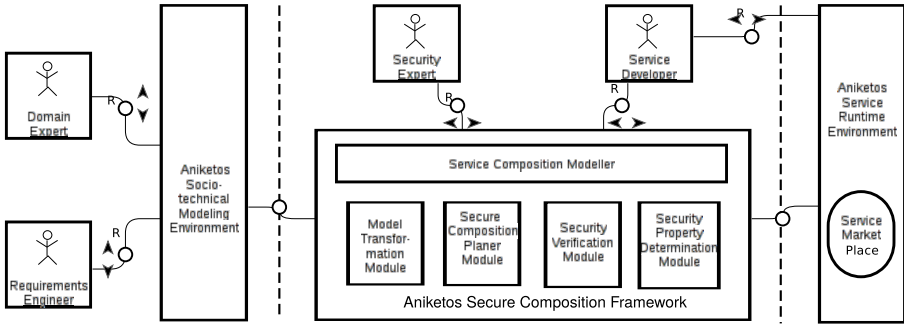 Domain
Expert
R
Requirements
Engineer
R
Aniketos
Socio-
technical
Modeling
Environment
Security
Expert
R
Service
Developer
R
R
Service Composition Modeller
Model
Transfor-
mation
Module
Secure
Composition
Planer
Module
Security
Verification
Module
Security
Property
Determination
Module
Aniketos Secure Composition Framework
Aniketos
Service
Runtime
Environment
Service
Market
Place